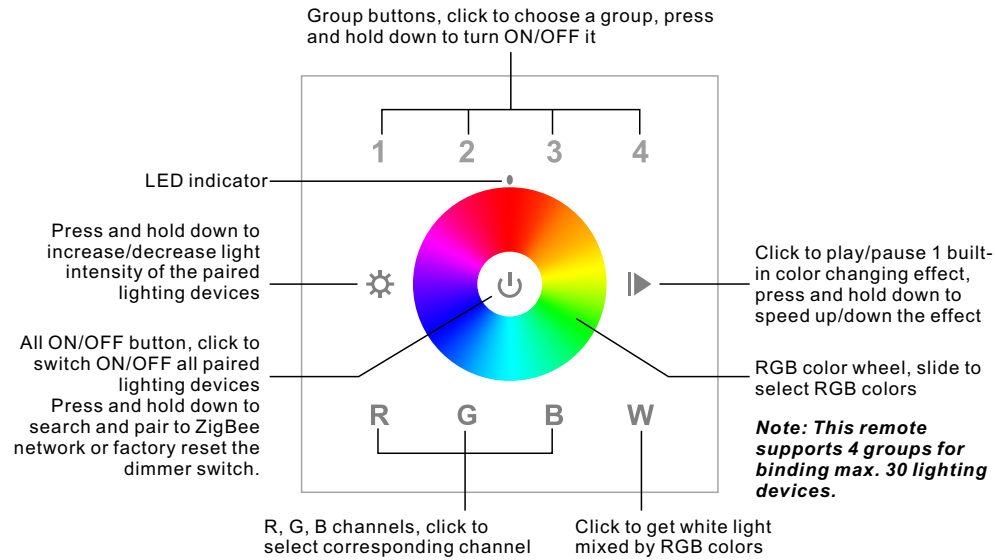 Group buttons, click to choose a group, press
and hold down to turn ON/OFF it
1 2 3 4
LED indicator
Press and hold down to
increase/decrease light
intensity of the paired
lighting devices
Click to play/pause 1 built-
in color changing effect,
press and hold down to
speed up/down the effect
All ON/OFF button, click to
switch ON/OFF all paired
lighting devices
Press and hold down to
search and pair to ZigBee
network or factory reset the
dimmer switch.
RGB color wheel, slide to
select RGB colors
Note: This remote
supports 4 groups for
binding max. 30 lighting
devices.
R G B W
R, G, B channels, click to
select corresponding channel
Click to get white light
mixed by RGB colors